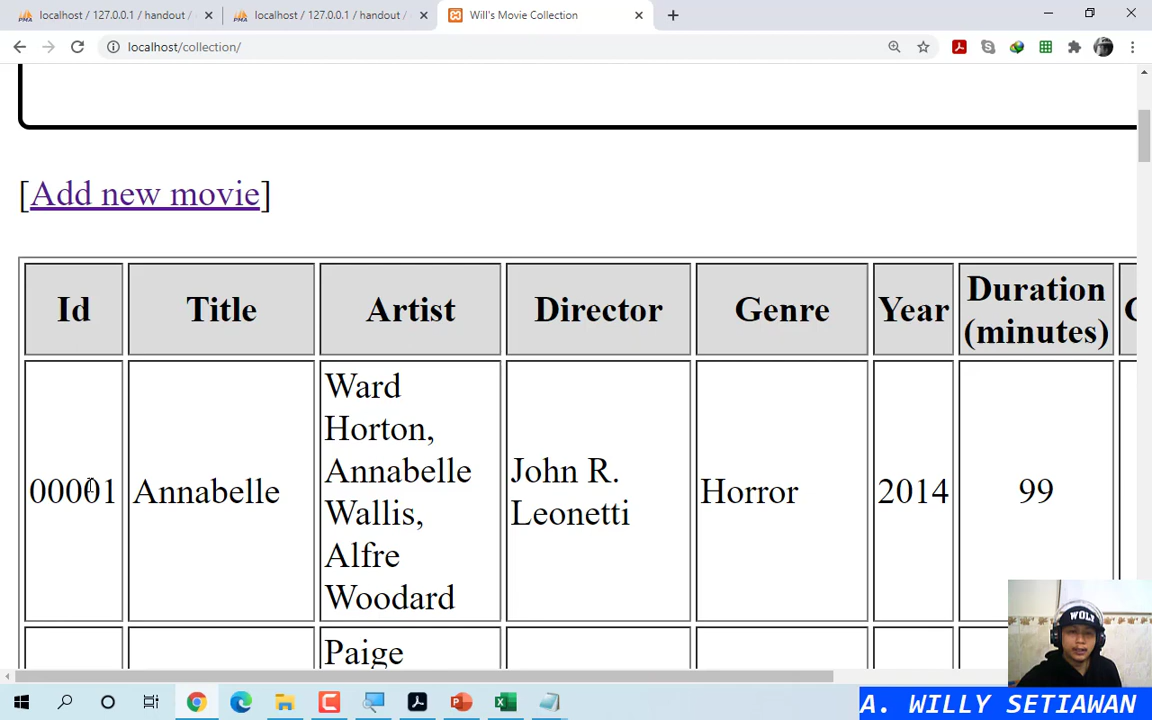 localhost / 127.0.0.1 / handout /
localhost / 127.0.0.1 / handout /
Will's Movie Collection
localhost/collection/
[Add new movie]
Id Title Artist Director Genre Year Duration (minutes)
00001 Annabelle Ward Horton, Annabelle Wallis, Alfre Woodard John R. Leonetti Horror 2014 99
Paige
WOLF
A. WILLY SETIAWAN